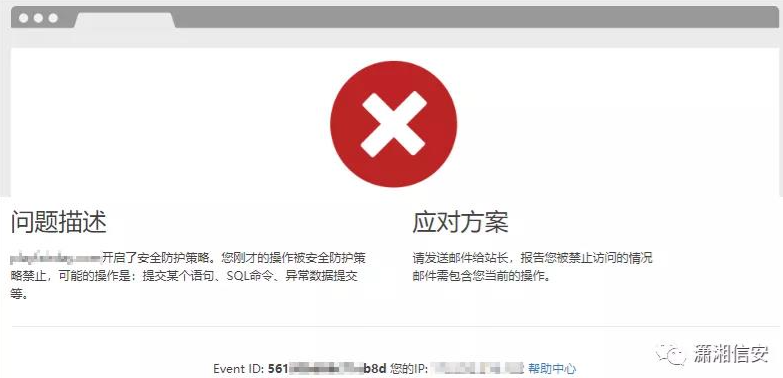 问题描述
开启了安全防护策略。您刚才的操作被安全防护策
略禁止，可能的操作是：提交某个语句、SQL命令、异常数据提交
等。
应对方案
请发送邮件给站长，报告您被禁止访问的情况
邮件需包含您当前的操作。
Event ID: 561 b8d 您的IP: 帮助中心
潇湘信安